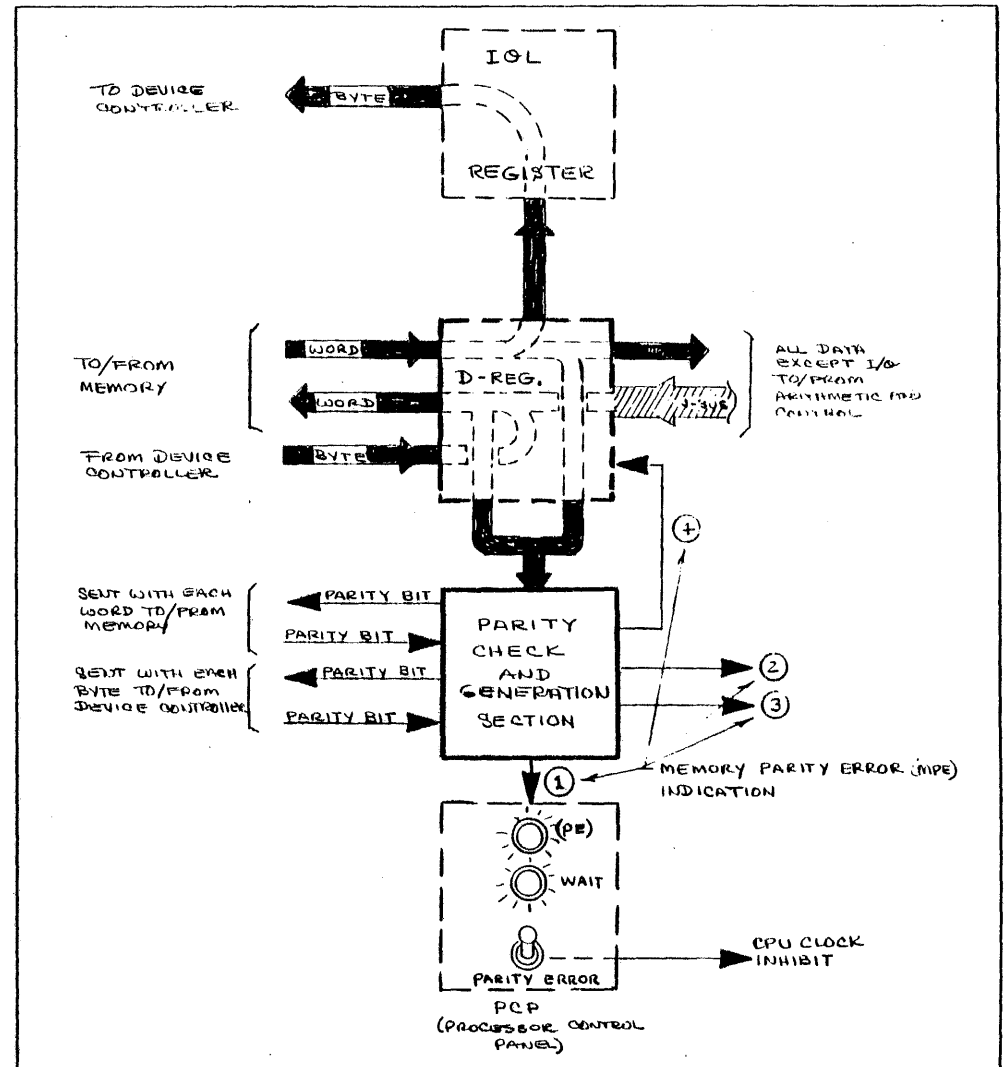 IOL
TO DEVICE
CONTROLLER
BYTE
REGISTER
WORD
TO/FROM
MEMORY
D-REG.
WORD
ALL DATA
EXCEPT I/O
TO/FROM
ARITHMETIC AND
CONTROL
FROM DEVICE
CONTROLLER
BYTE
4
SENT WITH EACH
WORD TO/FROM
MEMORY
PARITY BIT
PARITY BIT
SENT WITH EACH
BYTE TO/FROM
DEVICE CONTROLLER
PARITY BIT
PARITY BIT
PARITY
CHECK
AND
GENERATION
SECTION
2
3
1
MEMORY PARITY ERROR (MPE)
INDICATION
(PE)
WAIT
CPU CLOCK
INHIBIT
PARITY ERROR
PCP
(PROCESSOR CONTROL
PANEL)